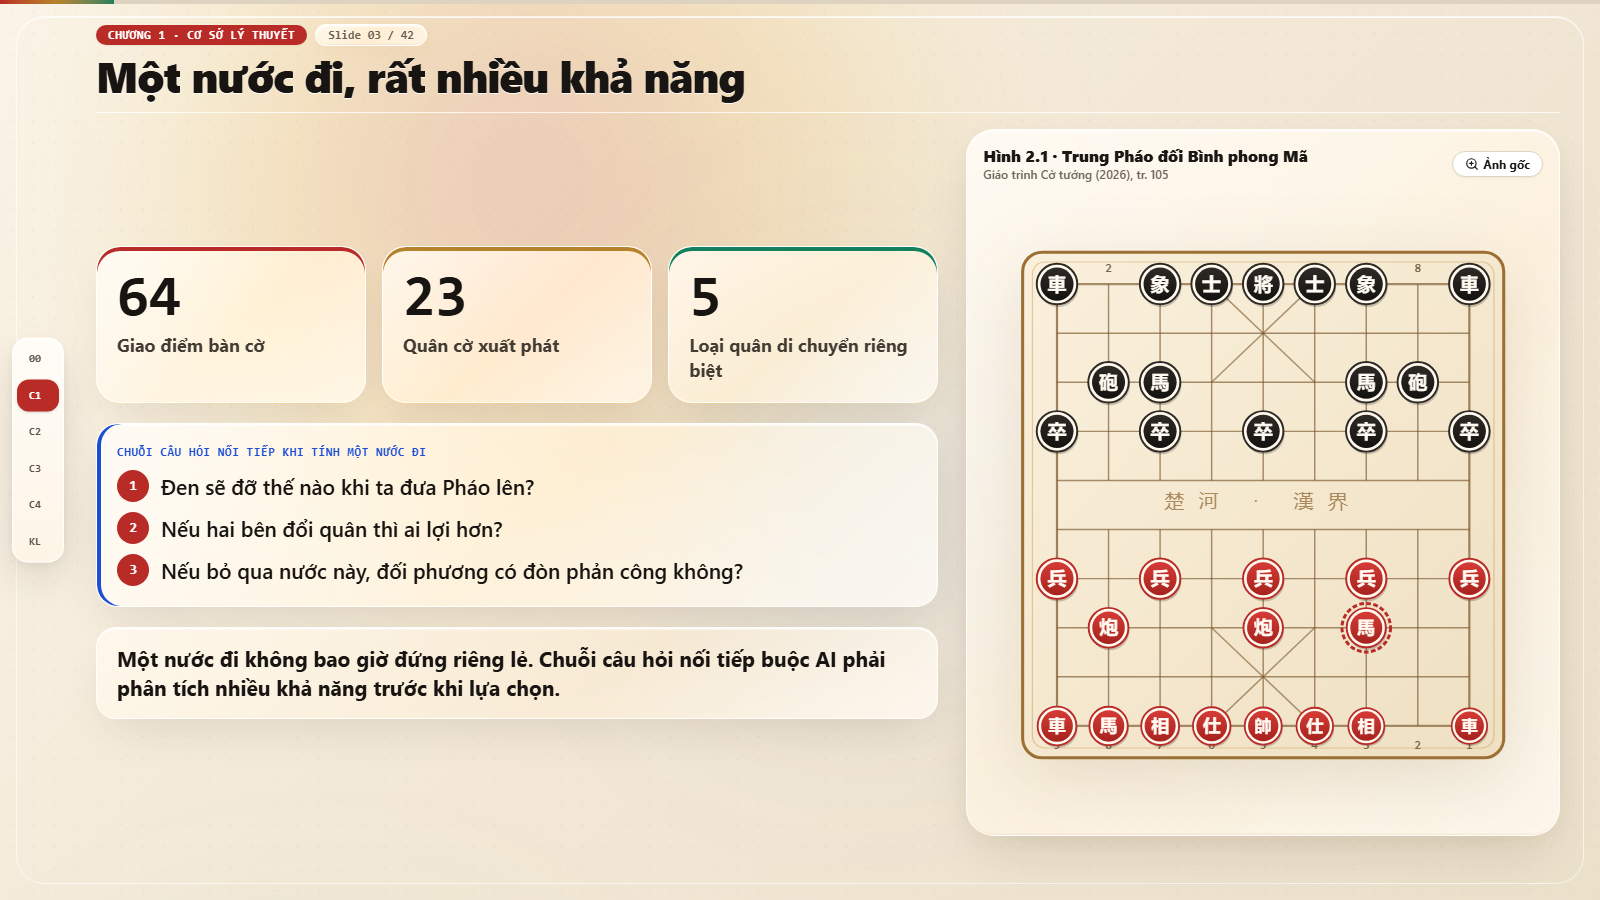 CHƯƠNG 1 · CƠ SỞ LÝ THUYẾT
Slide 03 / 42
Một nước đi, rất nhiều khả năng
00
C1
C2
C3
C4
KL
64
Giao điểm bàn cờ
23
Quân cờ xuất phát
5
Loại quân di chuyển riêng
biệt
CHUỖI CÂU HỎI NỐI TIẾP KHI TÍNH MỘT NƯỚC ĐI
1 Đen sẽ đỡ thế nào khi ta đưa Pháo lên?
2 Nếu hai bên đổi quân thì ai lợi hơn?
3 Nếu bỏ qua nước này, đối phương có đòn phản công không?
Một nước đi không bao giờ đứng riêng lẻ. Chuỗi câu hỏi nối tiếp buộc AI phải
phân tích nhiều khả năng trước khi lựa chọn.
Hình 2.1 · Trung Pháo đối Bình phong Mã
Giáo trình Cờ tướng (2026), tr. 105
Ảnh gốc
2 8
車 象 士 將 士 象 車
砲 馬 馬 砲
卒 卒 卒 卒 卒
楚 河 · 漢 界
兵 兵 兵 兵 兵
炮 炮 馬
車 馬 相 仕 帥 仕 相 車
2